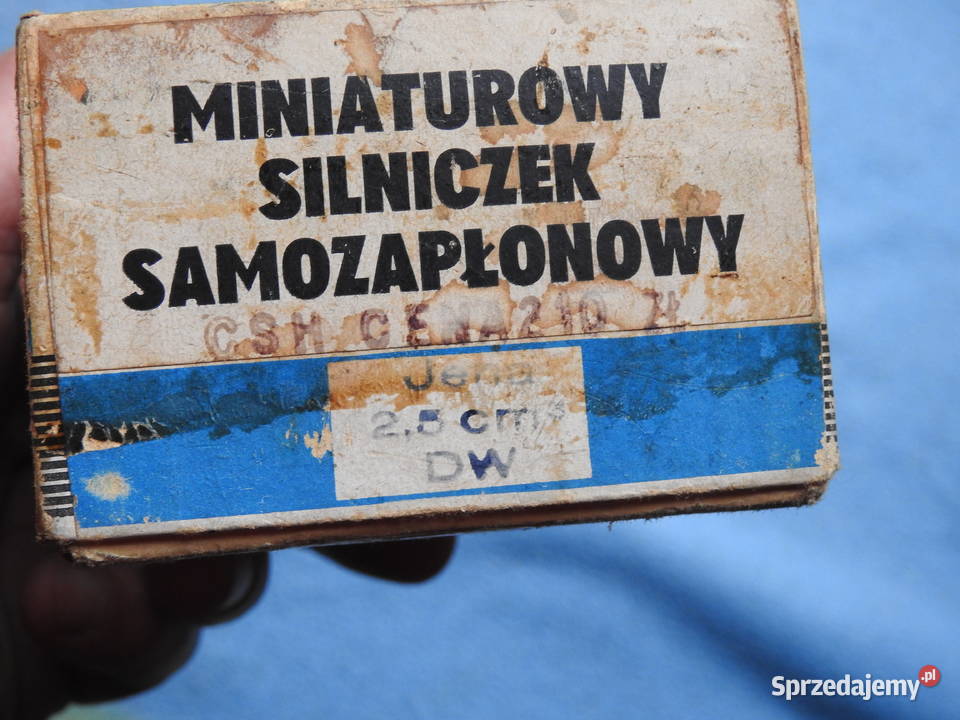 MINIATUROWY
SILNICZEK
SAMOZAPŁONOWY
CSH CENA 210 zł
Jena
2,5 cm³
DW
Sprzedajemy.pl